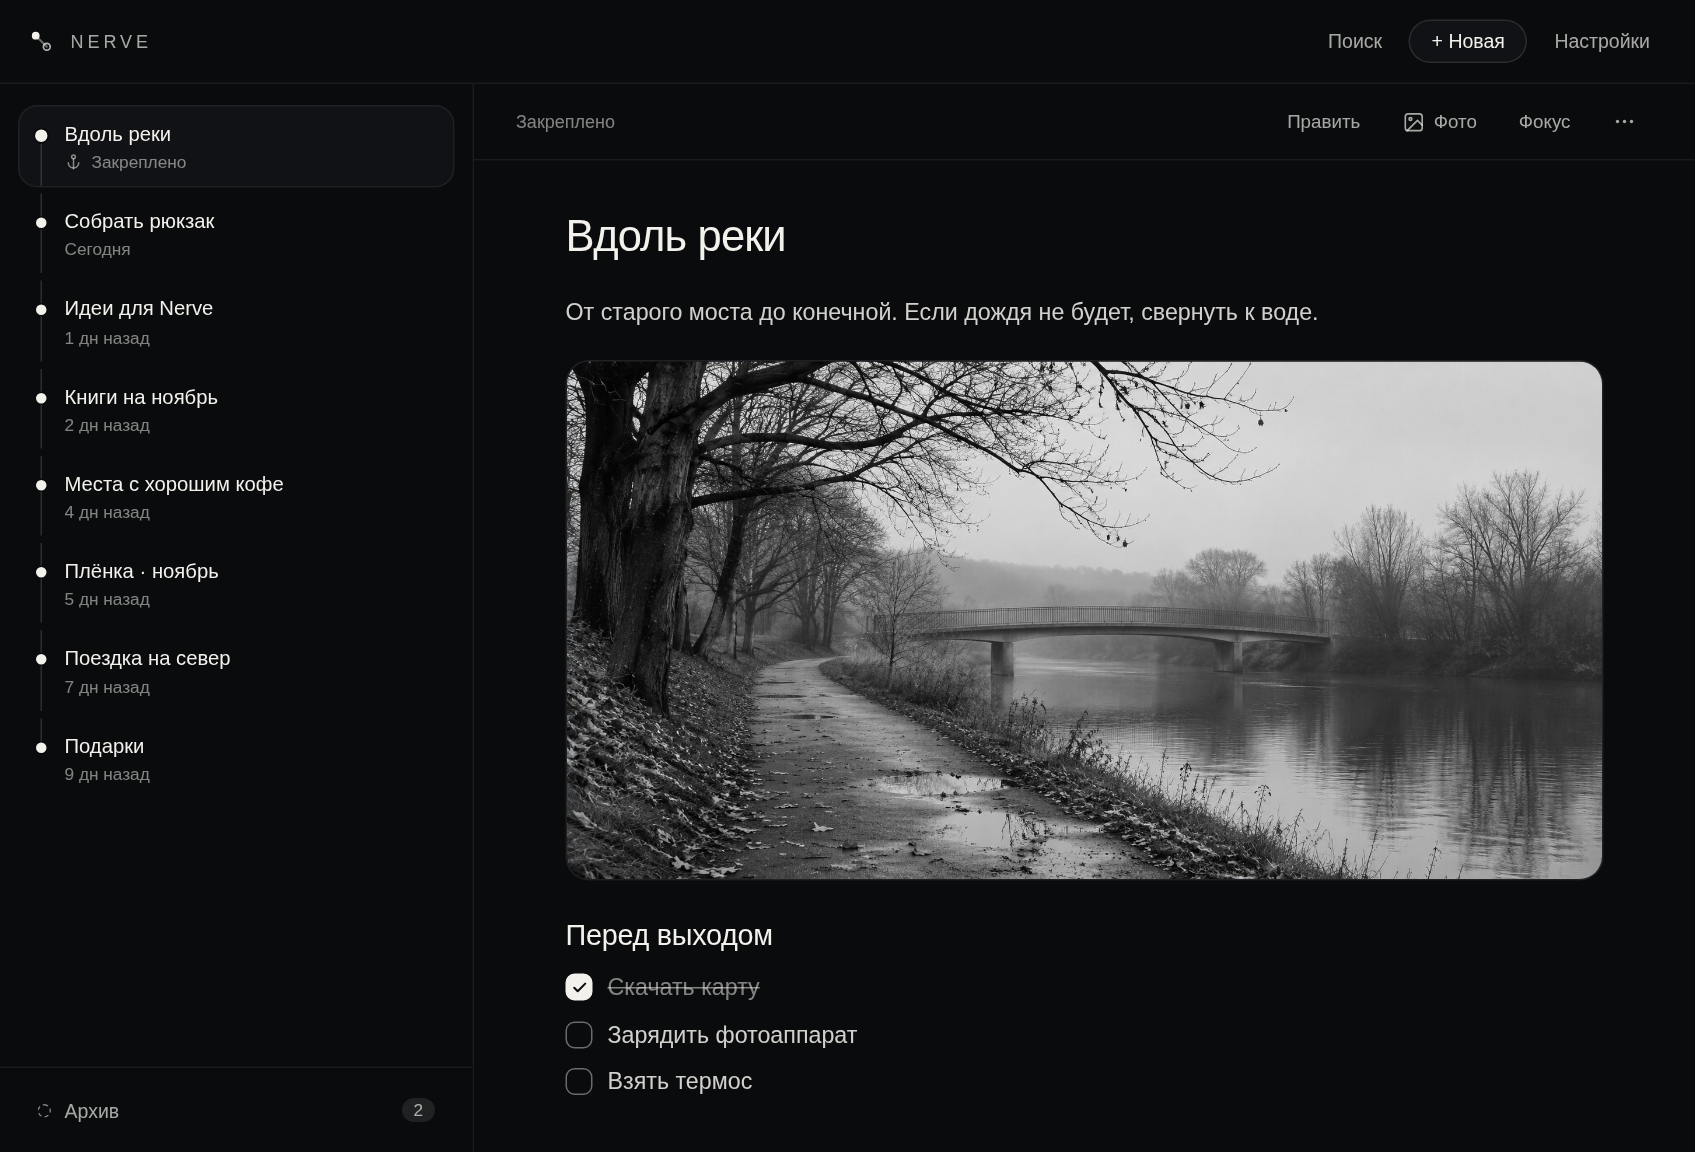 NERVE
Поиск
+ Новая
Настройки
Вдоль реки
Закреплено
Собрать рюкзак
Сегодня
Идеи для Nerve
1 дн назад
Книги на ноябрь
2 дн назад
Места с хорошим кофе
4 дн назад
Плёнка · ноябрь
5 дн назад
Поездка на север
7 дн назад
Подарки
9 дн назад
Архив
2
Закреплено
Править
Фото
Фокус
Вдоль реки
От старого моста до конечной. Если дождя не будет, свернуть к воде.
Перед выходом
Скачать карту
Зарядить фотоаппарат
Взять термос